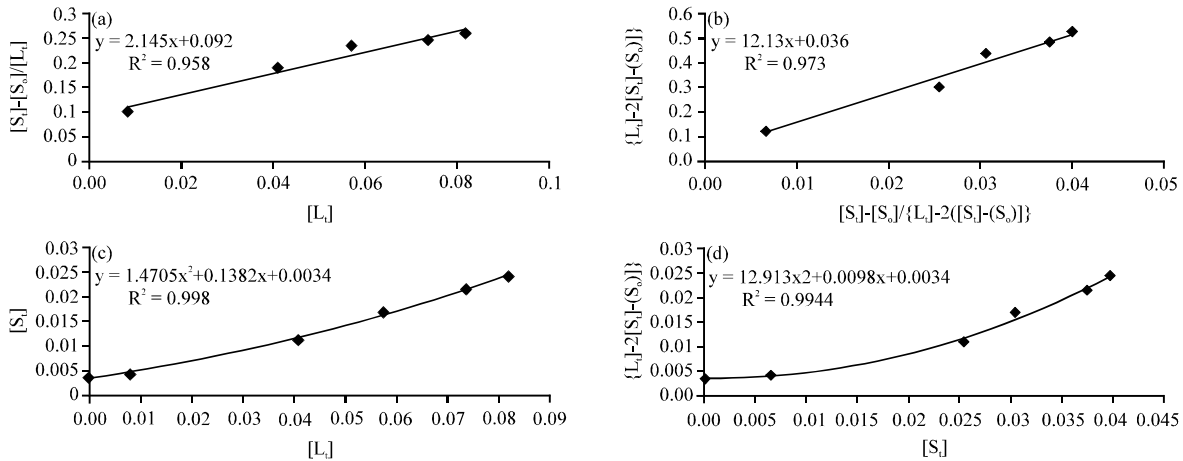 (a)
y = 2.145x+0.092
R² = 0.958
[Sₜ]-[Sₒ]/[Lₜ]
0.3
0.25
0.2
0.15
0.1
0.05
0
0.00 0.02 0.04 0.06 0.08 0.1
[Lₜ]
(b)
y = 12.13x+0.036
R² = 0.973
{Lₜ]-2[Sₜ]-(Sₒ)]}
0.6
0.5
0.4
0.3
0.2
0.1
0.0
0.00 0.01 0.02 0.03 0.04 0.05
[Sₜ]-[Sₒ]/{Lₜ]-2([Sₜ]-(Sₒ)]}
(c)
y = 1.4705x²+0.1382x+0.0034
R² = 0.998
[Sₜ]
0.03
0.025
0.02
0.015
0.01
0.005
0
0.00 0.01 0.02 0.03 0.04 0.05 0.06 0.07 0.08 0.09
[Lₜ]
(d)
y = 12.913x2+0.0098x+0.0034
R² = 0.9944
{Lₜ]-2[Sₜ]-(Sₒ)]}
0.03
0.025
0.02
0.015
0.01
0.005
0.00
0.00 0.005 0.01 0.015 0.02 0.025 0.03 0.035 0.04 0.045
[Sₜ]